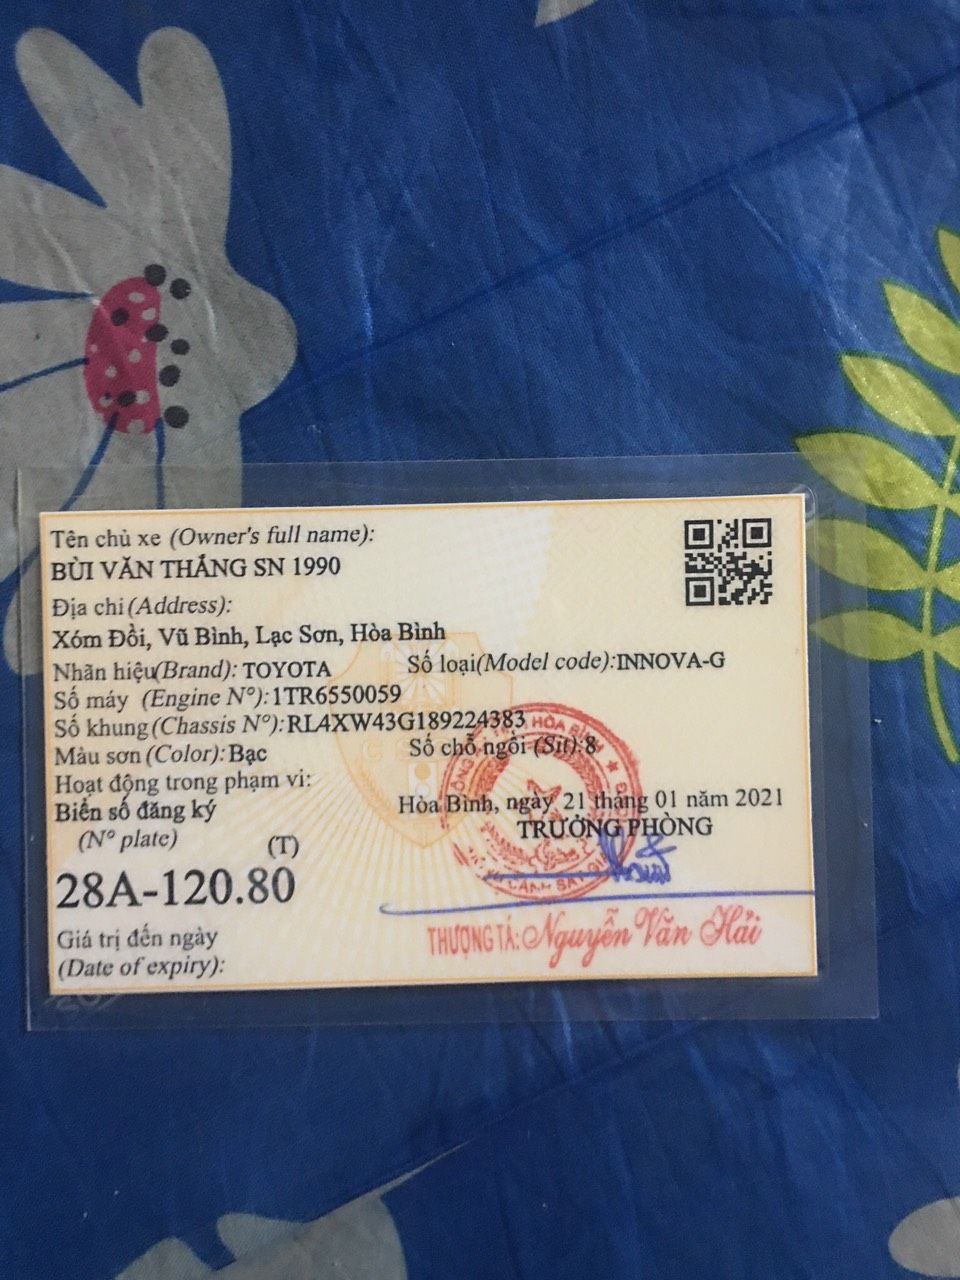 Tên chủ xe (Owner's full name):
BÙI VĂN THẮNG SN 1990
Địa chỉ (Address):
Xóm Đồi, Vũ Bình, Lạc Sơn, Hòa Bình
Nhãn hiệu(Brand): TOYOTA Số loại(Model code):INNOVA-G
Số máy (Engine N°):1TR6550059
Số khung(Chassis N°):RL4XW43G189224383
Màu sơn (Color): Bạc Số chỗ ngồi (Sit):8
Hoạt động trong phạm vi:
Biển số đăng ký Hòa Bình, ngày 21 tháng 01 năm 2021
(N° plate) (T) TRƯỞNG PHÒNG
28A-120.80
Giá trị đến ngày THƯỢNG TÁ: Nguyễn Văn Hải
(Date of expiry):